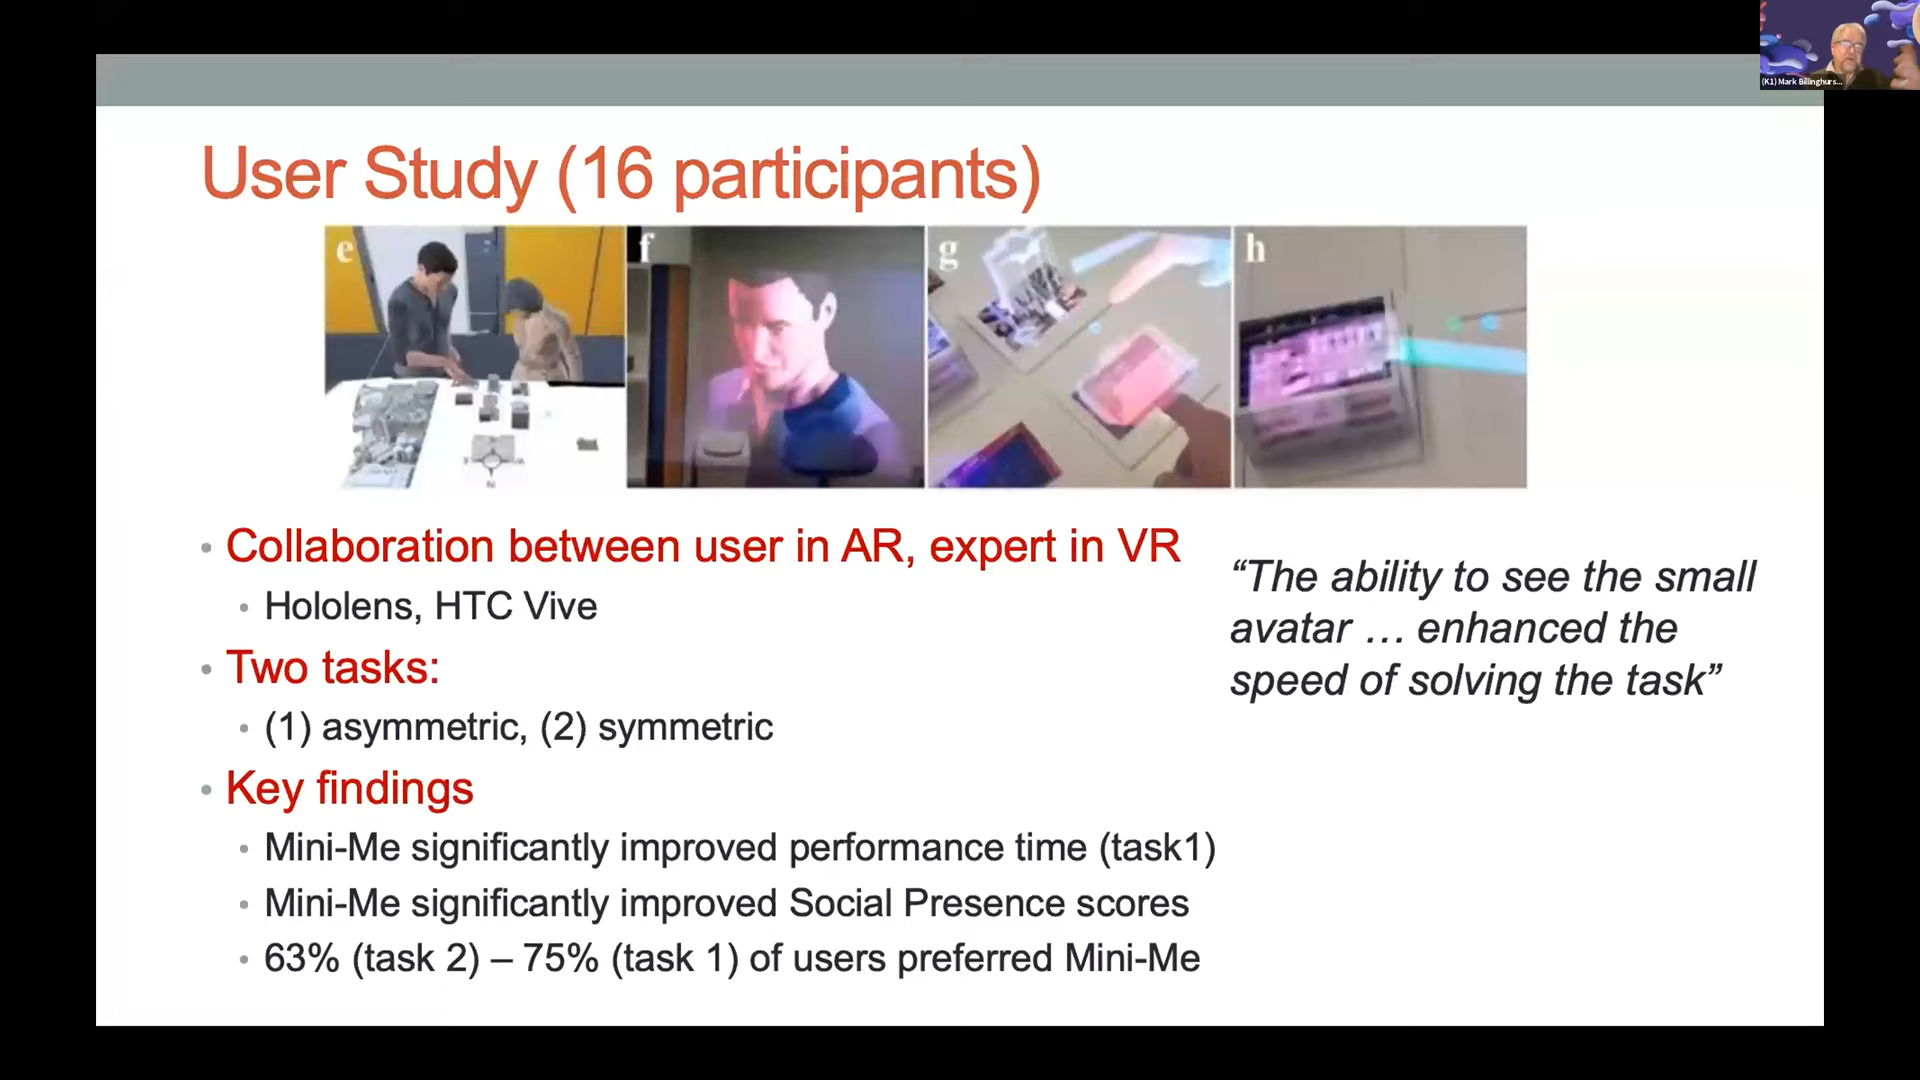 (K1) Mark Billinghurs...
User Study (16 participants)
e f g h
• Collaboration between user in AR, expert in VR
• Hololens, HTC Vive
• Two tasks:
• (1) asymmetric, (2) symmetric
• Key findings
• Mini-Me significantly improved performance time (task1)
• Mini-Me significantly improved Social Presence scores
• 63% (task 2) – 75% (task 1) of users preferred Mini-Me
“The ability to see the small
avatar … enhanced the
speed of solving the task”